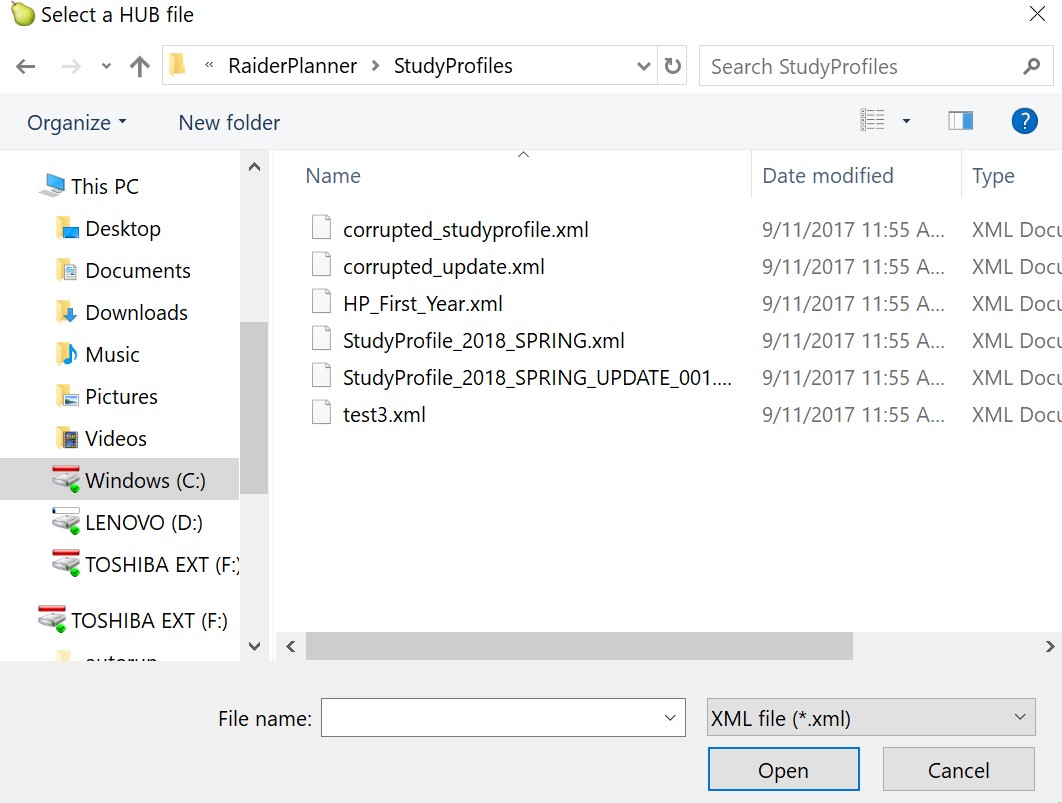 Select a HUB file
« RaiderPlanner > StudyProfiles
Search StudyProfiles
Organize
New folder
?
Name
Date modified
Type
This PC
Desktop
Documents
Downloads
Music
Pictures
Videos
Windows (C:)
LENOVO (D:)
TOSHIBA EXT (F:)
TOSHIBA EXT (F:)
corrupted_studyprofile.xml 9/11/2017 11:55 A... XML Docu
corrupted_update.xml 9/11/2017 11:55 A... XML Docu
HP_First_Year.xml 9/11/2017 11:55 A... XML Docu
StudyProfile_2018_SPRING.xml 9/11/2017 11:55 A... XML Docu
StudyProfile_2018_SPRING_UPDATE_001.... 9/11/2017 11:55 A... XML Docu
test3.xml 9/11/2017 11:55 A... XML Docu
File name:
XML file (*.xml)
Open
Cancel